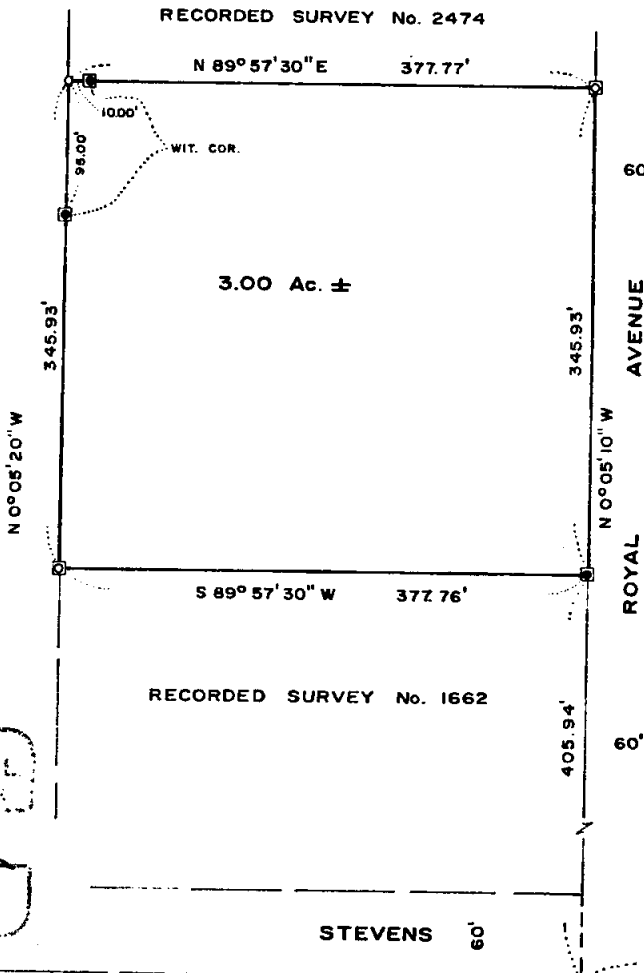 RECORDED SURVEY No. 2474
N 89° 57' 30" E 377.77'
10.00'
95.00'
WIT. COR.
60
3.00 Ac. ±
345.93'
345.93'
N 0° 05' 20" W
N 0° 05' 10" W
ROYAL AVENUE
S 89° 57' 30" W 377.76'
RECORDED SURVEY No. 1662
405.94'
60'
STEVENS 60'